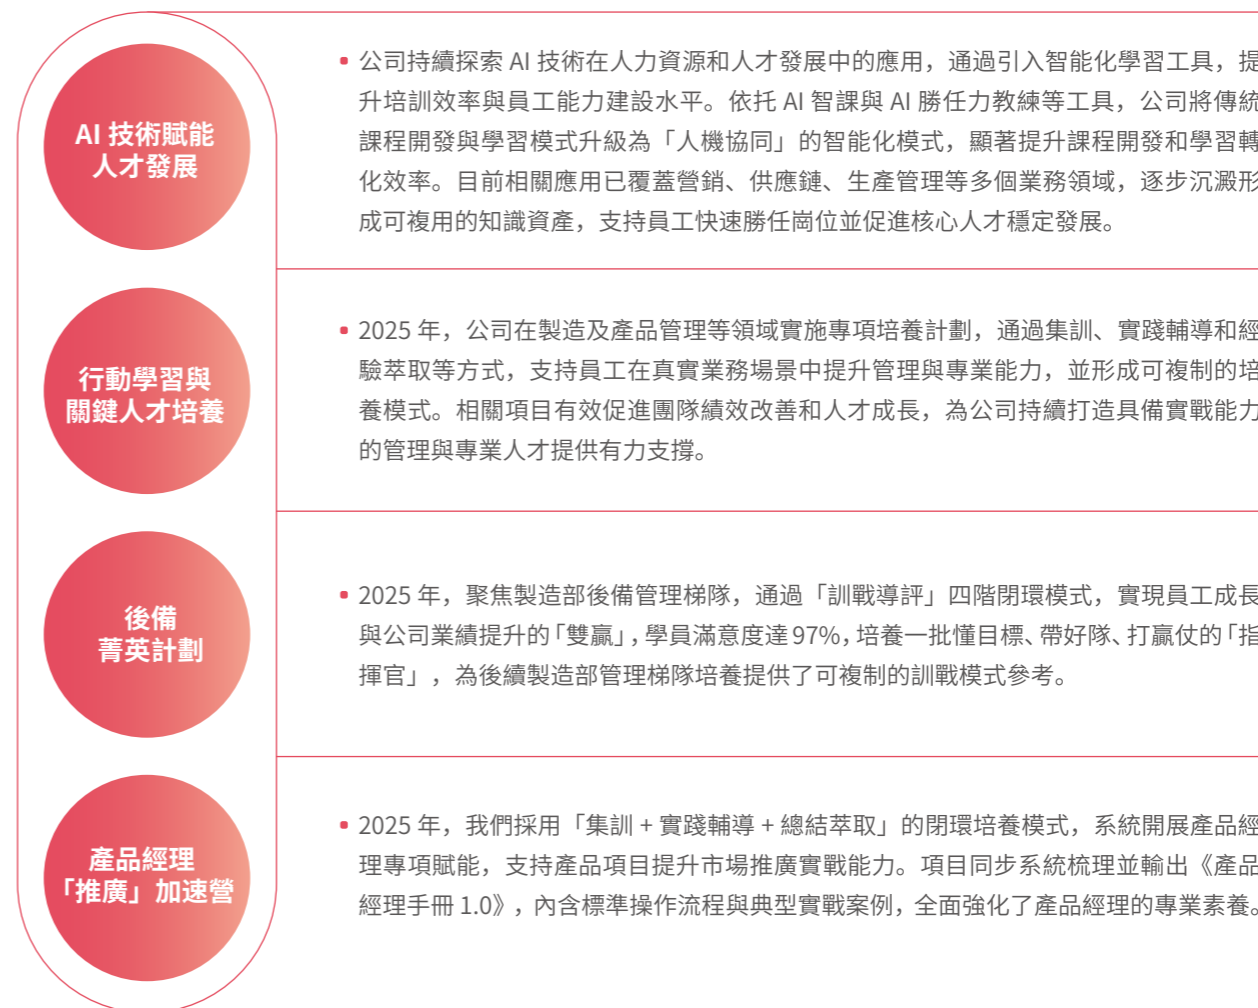 AI 技術賦能
人才發展
• 公司持續探索 AI 技術在人力資源和人才發展中的應用，通過引入智能化學習工具，提
升培訓效率與員工能力建設水平。依托 AI 智課與 AI 勝任力教練等工具，公司將傳統
課程開發與學習模式升級為「人機協同」的智能化模式，顯著提升課程開發和學習轉
化效率。目前相關應用已覆蓋營銷、供應鏈、生產管理等多個業務領域，逐步沉澱形
成可複用的知識資產，支持員工快速勝任崗位並促進核心人才穩定發展。
行動學習與
關鍵人才培養
• 2025 年，公司在製造及產品管理等領域實施專項培養計劃，通過集訓、實踐輔導和經
驗萃取等方式，支持員工在真實業務場景中提升管理與專業能力，並形成可複制的培
養模式。相關項目有效促進團隊績效改善和人才成長，為公司持續打造具備實戰能力
的管理與專業人才提供有力支撐。
後備
菁英計劃
• 2025 年，聚焦製造部後備管理梯隊，通過「訓戰導評」四階閉環模式，實現員工成長
與公司業績提升的「雙贏」，學員滿意度達 97%，培養一批懂目標、帶好隊、打贏仗的「指
揮官」，為後續製造部管理梯隊培養提供了可複制的訓戰模式參考。
產品經理
「推廣」加速營
• 2025 年，我們採用「集訓 + 實踐輔導 + 總結萃取」的閉環培養模式，系統開展產品經
理專項賦能，支持產品項目提升市場推廣實戰能力。項目同步系統梳理並輸出《產品
經理手冊 1.0》，內含標準操作流程與典型實戰案例，全面強化了產品經理的專業素養。